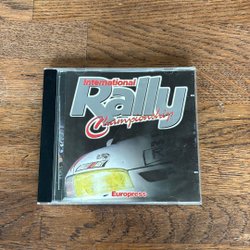 International
Rally
Championship
Europress